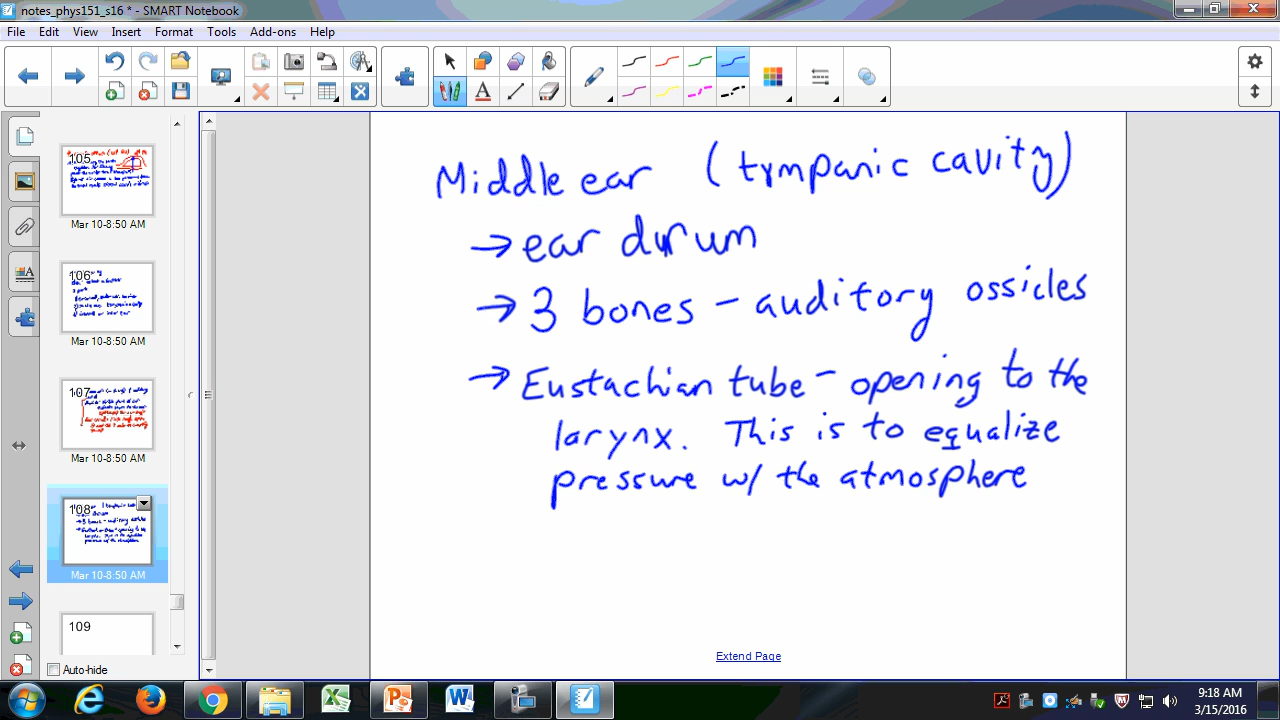 notes_phys151_s16 * - SMART Notebook
File Edit View Insert Format Tools Add-ons Help
105
Mar 10-8:50 AM
106
Mar 10-8:50 AM
107
Mar 10-8:50 AM
108
Mar 10-8:50 AM
109
Auto-hide
Middle ear (tympanic cavity)
→ ear durum
→ 3 bones - auditory ossicles
→ Eustachian tube - opening to the
larynx. This is to equalize
pressure w/ the atmosphere
Extend Page
9:18 AM
3/15/2016